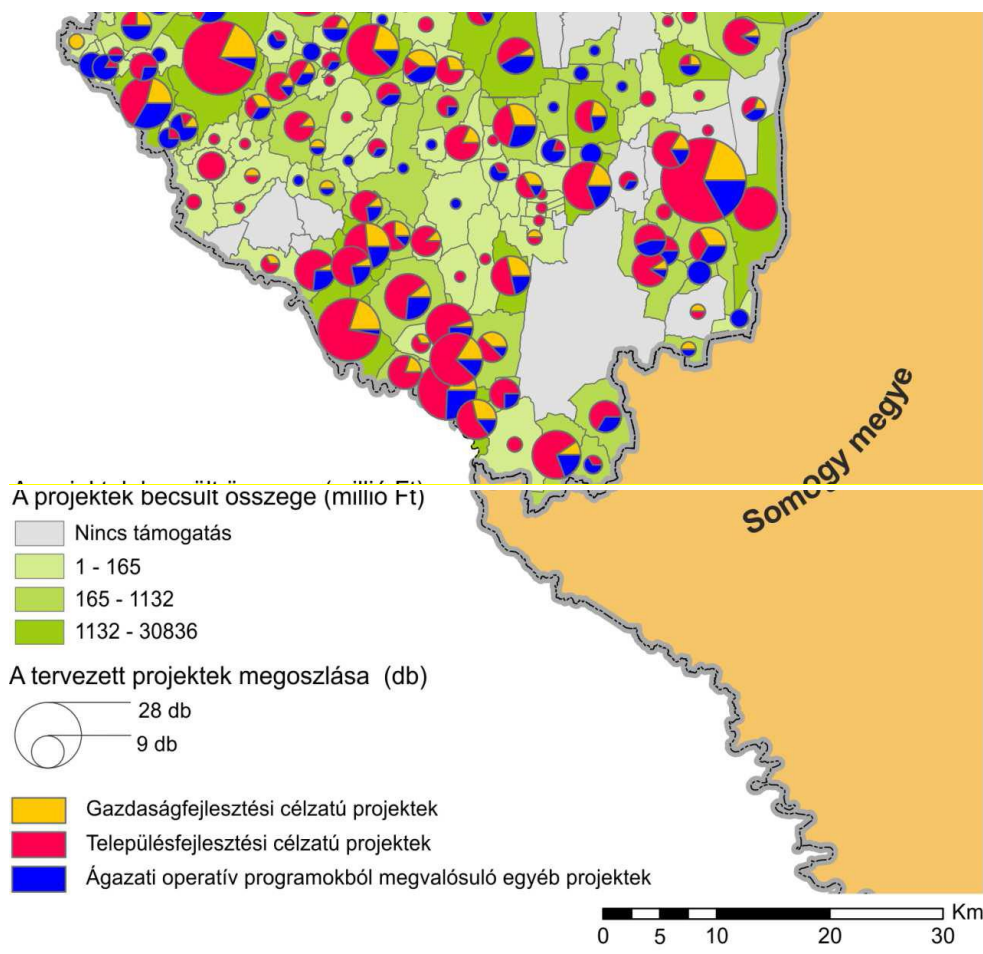 Somogy megye
A projektek becsült összege (millió Ft)
Nincs támogatás
1 - 165
165 - 1132
1132 - 30836
A tervezett projektek megoszlása (db)
28 db
9 db
Gazdaságfejlesztési célzatú projektek
Településfejlesztési célzatú projektek
Ágazati operatív programokból megvalósuló egyéb projektek
Km
0 5 10 20 30